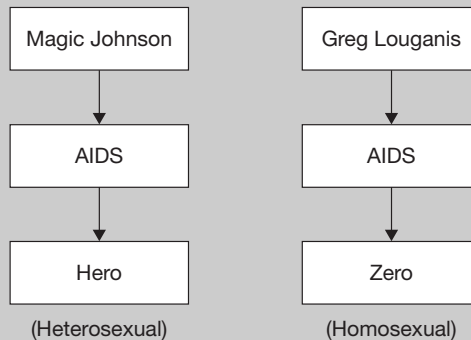 Magic Johnson
AIDS
Hero
(Heterosexual)
Greg Louganis
AIDS
Zero
(Homosexual)